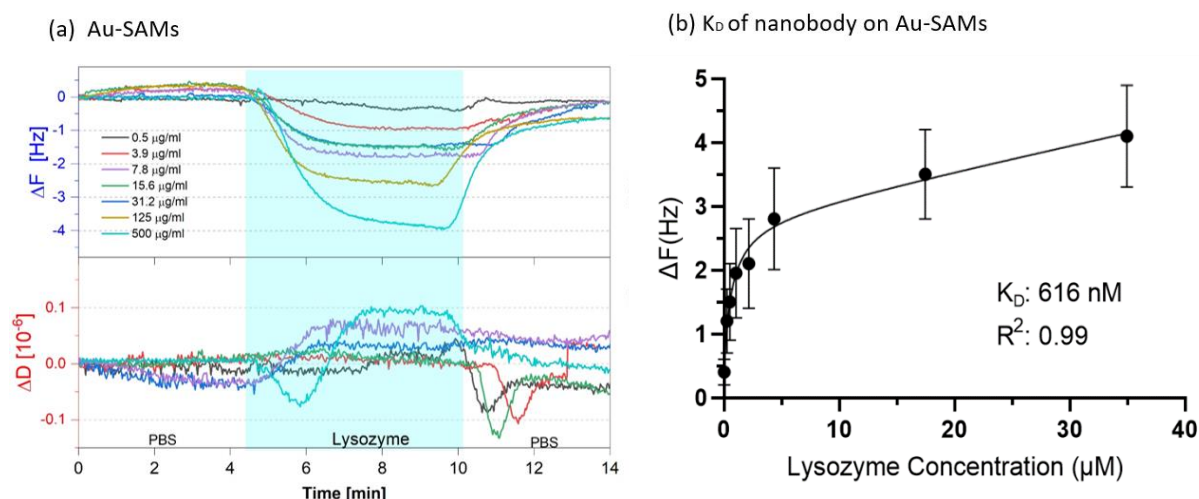 (a) Au-SAMs
(b) KD of nanobody on Au-SAMs
ΔF [Hz]
0
-1
-2
-3
-4
0.5 μg/ml
3.9 μg/ml
7.8 μg/ml
15.6 μg/ml
31.2 μg/ml
125 μg/ml
500 μg/ml
ΔD [10⁻⁶]
0.1
0.0
-0.1
PBS
Lysozyme
PBS
0 2 4 6 8 10 12 14
Time [min]
ΔF(Hz)
5
4
3
2
1
0
KD: 616 nM
R²: 0.99
0 10 20 30 40
Lysozyme Concentration (μM)